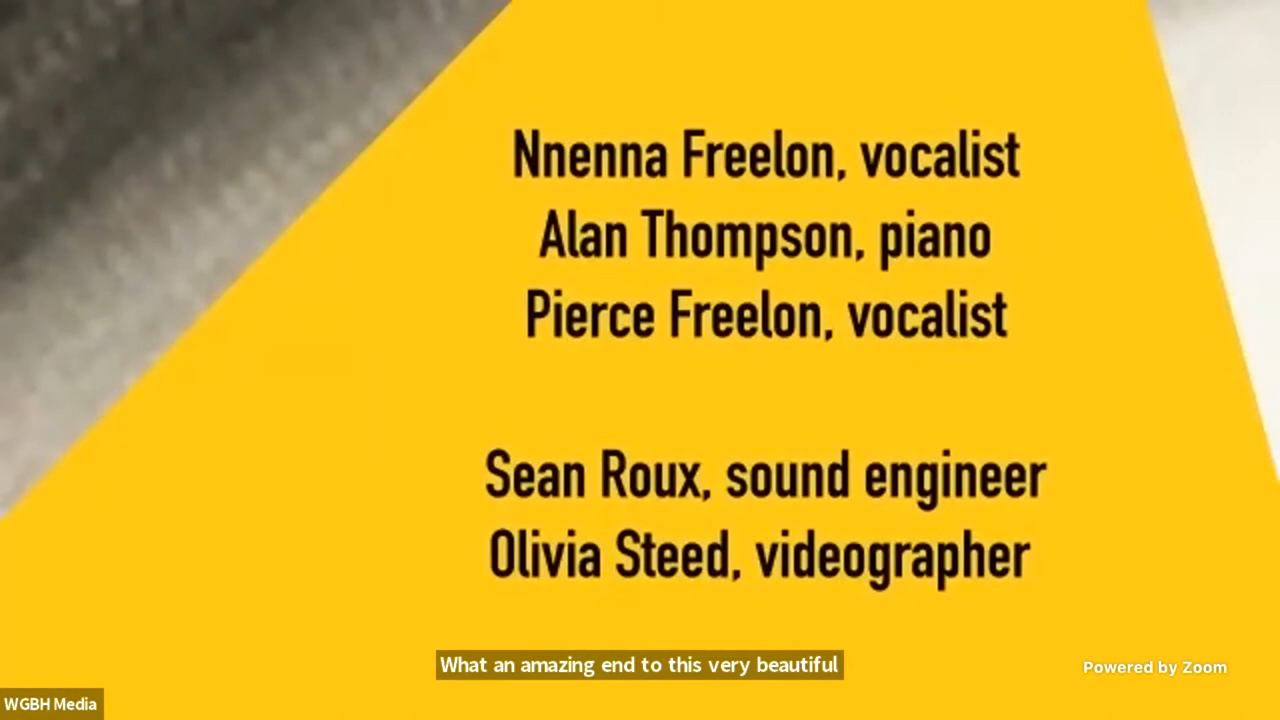 Nnenna Freelon, vocalist
Alan Thompson, piano
Pierce Freelon, vocalist
Sean Roux, sound engineer
Olivia Steed, videographer
What an amazing end to this very beautiful
Powered by Zoom
WGBH Media